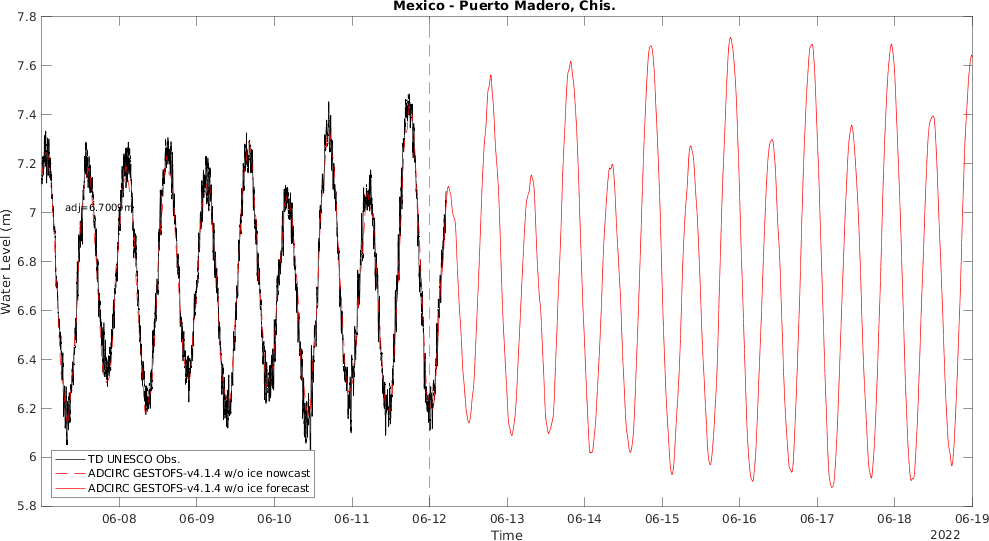 Mexico - Puerto Madero, Chis.
7.8
7.6
7.4
7.2
7
6.8
6.6
6.4
6.2
6
5.8
Water Level (m)
adj=6.7009m
TD UNESCO Obs.
ADCIRC GESTOFS-v4.1.4 w/o ice nowcast
ADCIRC GESTOFS-v4.1.4 w/o ice forecast
06-08 06-09 06-10 06-11 06-12 06-13 06-14 06-15 06-16 06-17 06-18 06-19
Time
2022